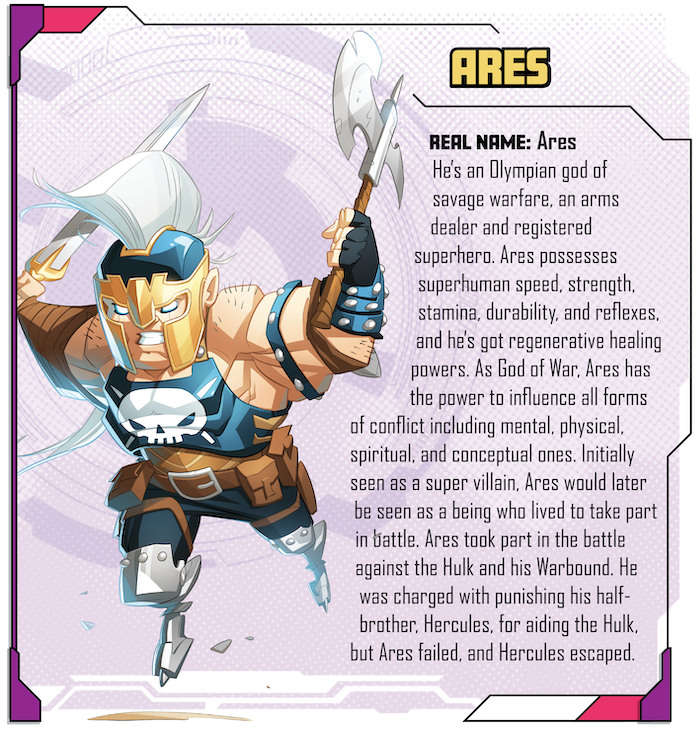 ARES
REAL NAME: Ares
He's an Olympian god of
savage warfare, an arms
dealer and registered
superhero. Ares possesses
superhuman speed, strength,
stamina, durability, and reflexes,
and he's got regenerative healing
powers. As God of War, Ares has
the power to influence all forms
of conflict including mental, physical,
spiritual, and conceptual ones. Initially
seen as a super villain, Ares would later
be seen as a being who lived to take part
in battle. Ares took part in the battle
against the Hulk and his Warbound. He
was charged with punishing his half-
brother, Hercules, for aiding the Hulk,
but Ares failed, and Hercules escaped.